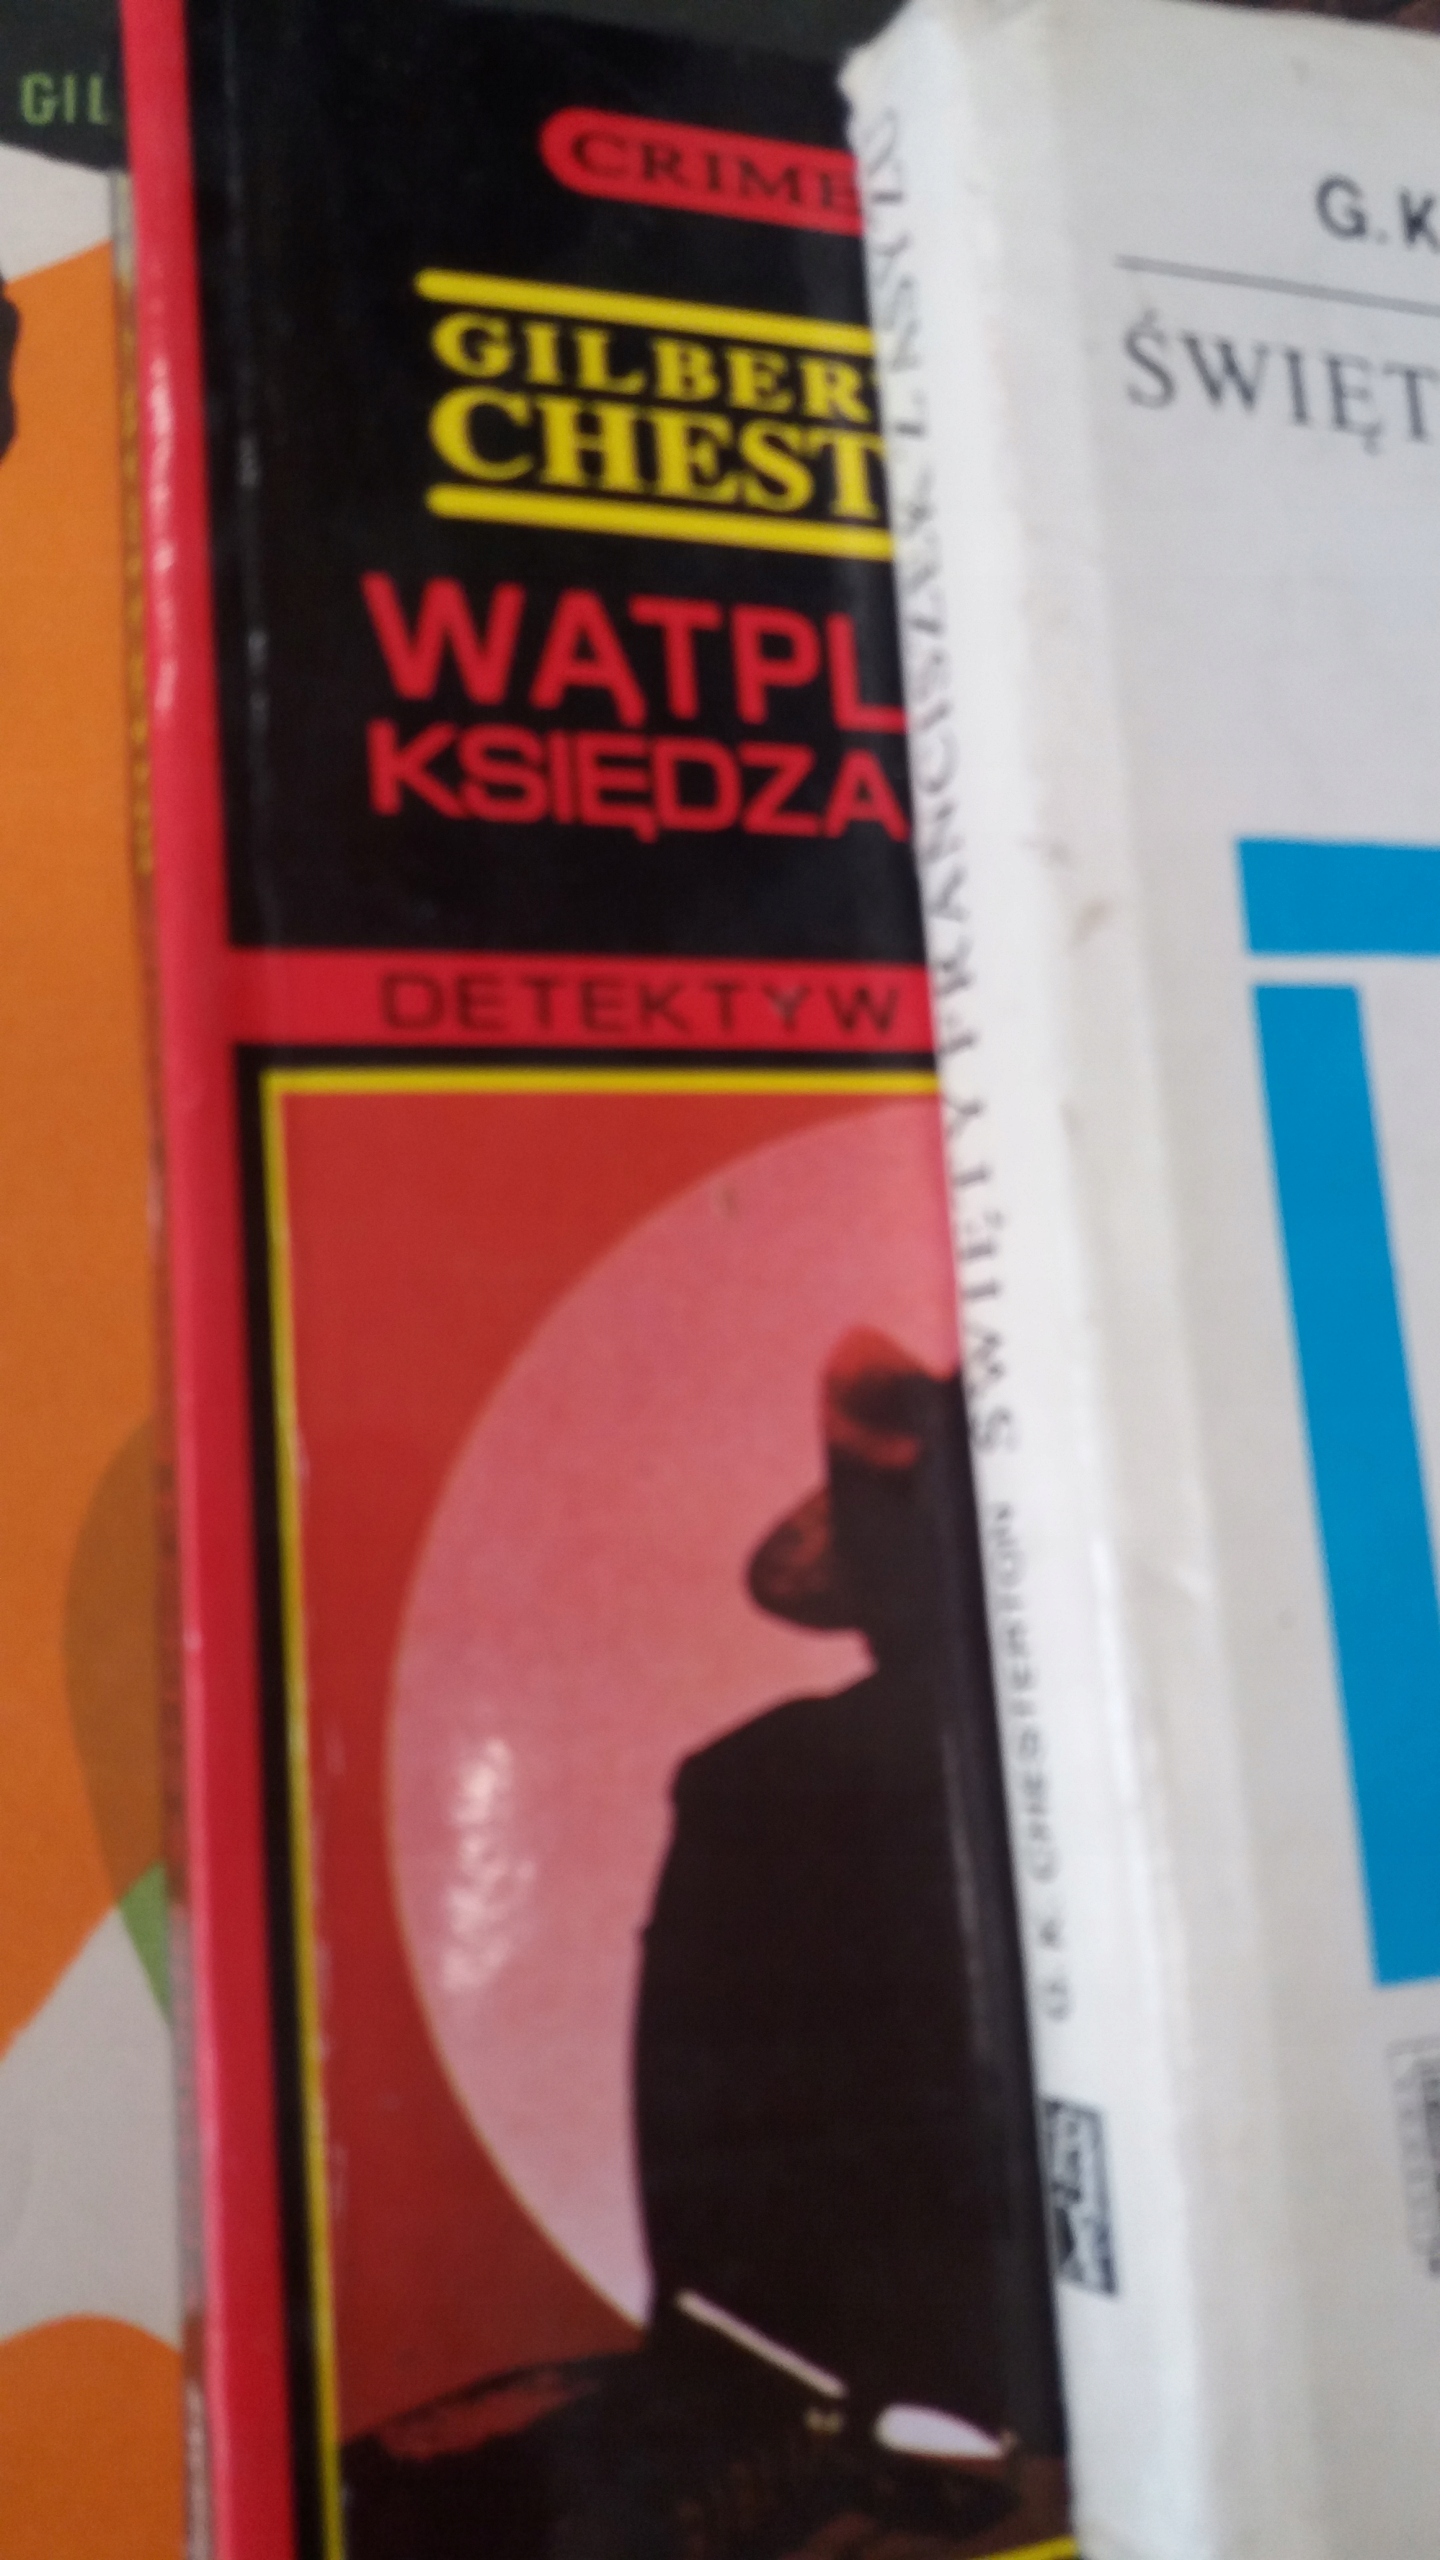 GIL
CRIME
GILBERT
CHEST
WĄTPL
KSIĘDZA
DETEKTYW
G. K. CHESTERTON ŚWIĘTY FRANCISZEK Z ASYŻU
G.K
ŚWIĘT